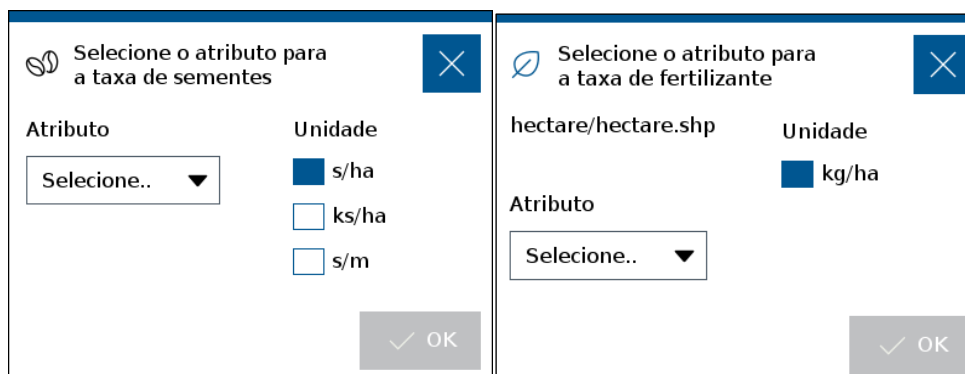 Selecione o atributo para
a taxa de sementes
Atributo
Unidade
Selecione..
s/ha
ks/ha
s/m
OK
Selecione o atributo para
a taxa de fertilizante
hectare/hectare.shp
Unidade
kg/ha
Atributo
Selecione..
OK